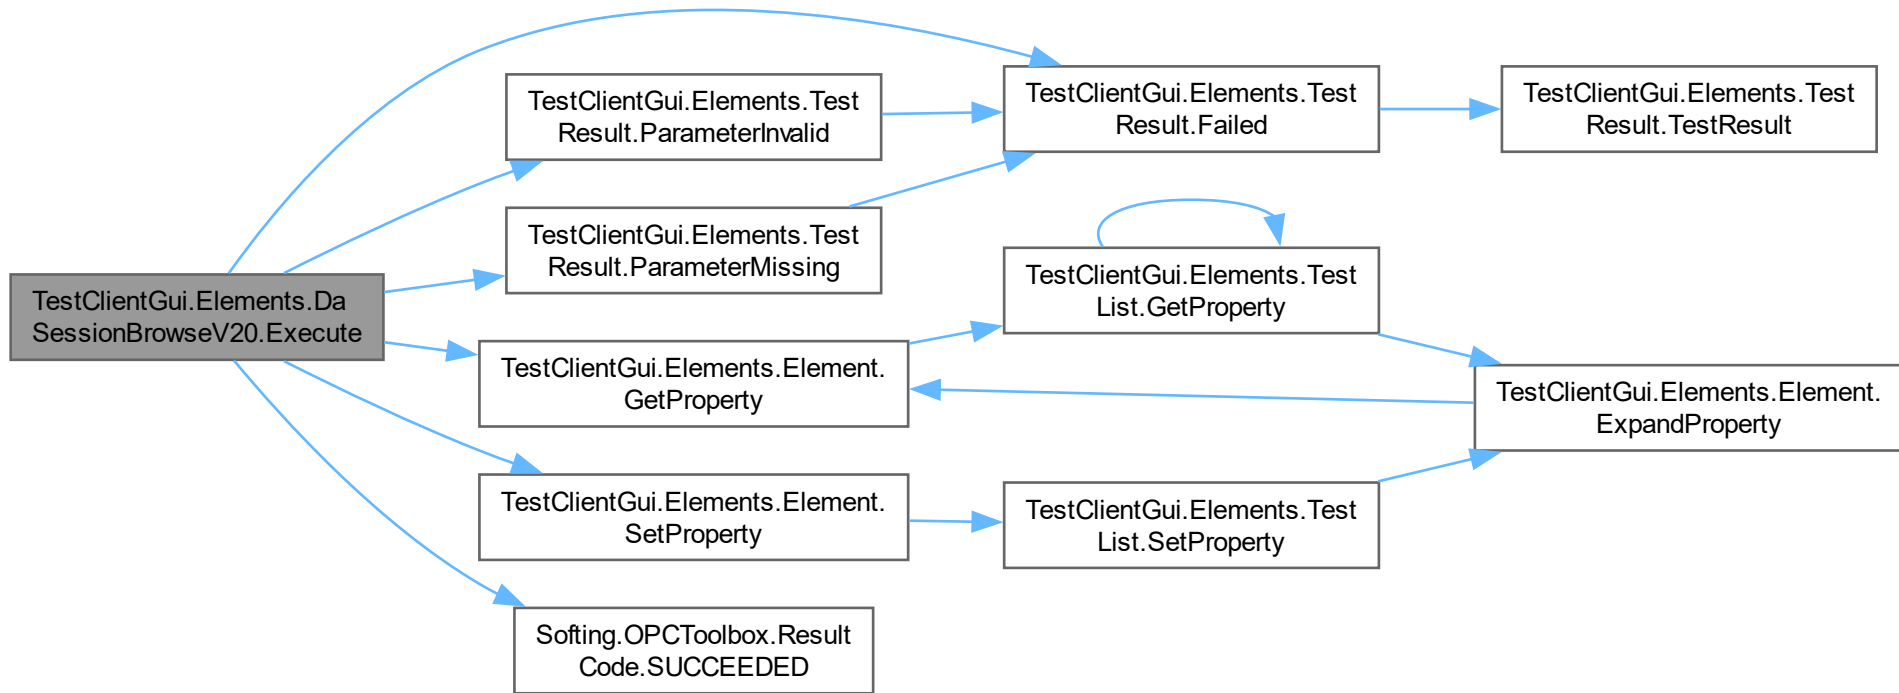 TestClientGui.Elements.Da
SessionBrowseV20.Execute
TestClientGui.Elements.Test
Result.ParameterInvalid
TestClientGui.Elements.Test
Result.ParameterMissing
TestClientGui.Elements.Element.
GetProperty
TestClientGui.Elements.Element.
SetProperty
Softing.OPCToolbox.Result
Code.SUCCEEDED
TestClientGui.Elements.Test
Result.Failed
TestClientGui.Elements.Test
List.GetProperty
TestClientGui.Elements.Test
List.SetProperty
TestClientGui.Elements.Test
Result.TestResult
TestClientGui.Elements.Element.
ExpandProperty